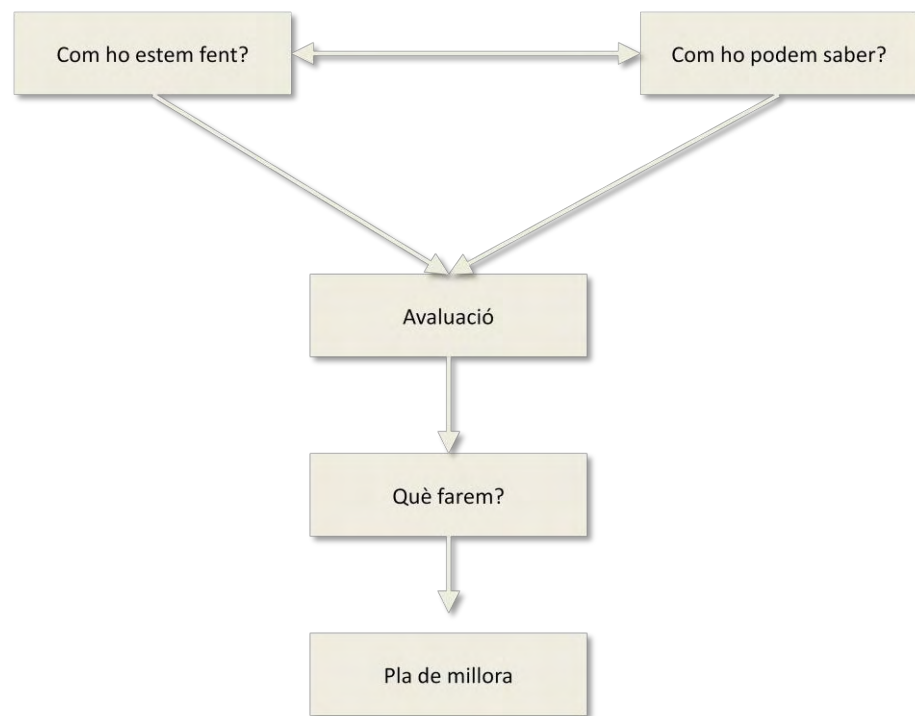 Com ho estem fent?
Com ho podem saber?
Avaluació
Què farem?
Pla de millora